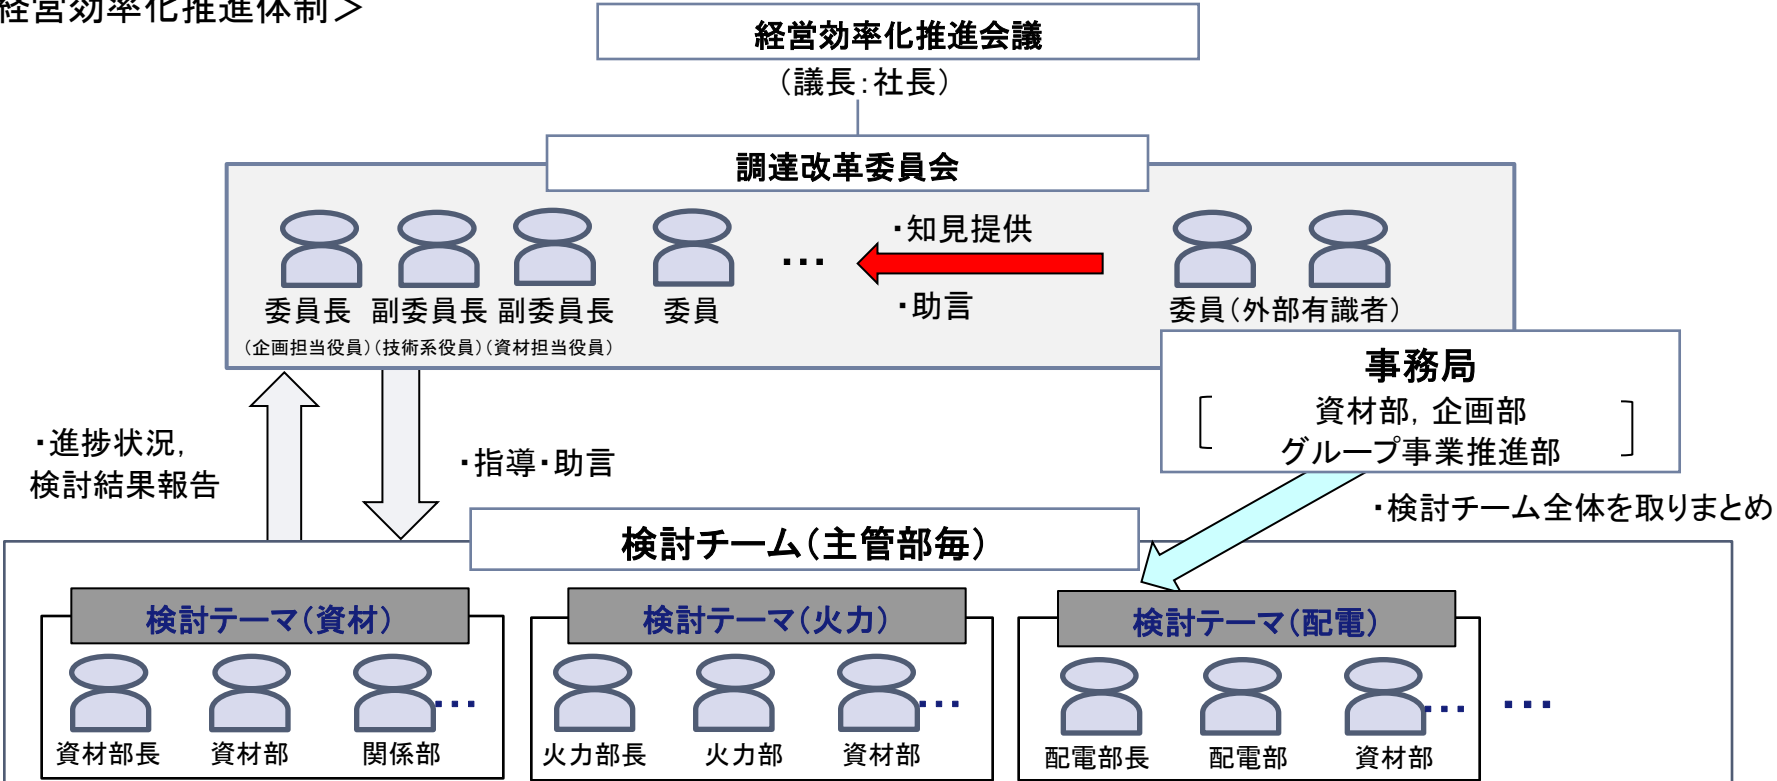 経営効率化推進体制＞
経営効率化推進会議
（議長：社長）
調達改革委員会
・知見提供
…
・助言
委員長 副委員長 副委員長 委員 委員（外部有識者）
（企画担当役員）（技術系役員）（資材担当役員）
事務局
資材部，企画部
グループ事業推進部
・進捗状況，
検討結果報告
・指導・助言
・検討チーム全体を取りまとめ
検討チーム（主管部毎）
検討テーマ（資材） 検討テーマ（火力） 検討テーマ（配電）
… … … …
資材部長 資材部 関係部 火力部長 火力部 資材部 配電部長 配電部 資材部